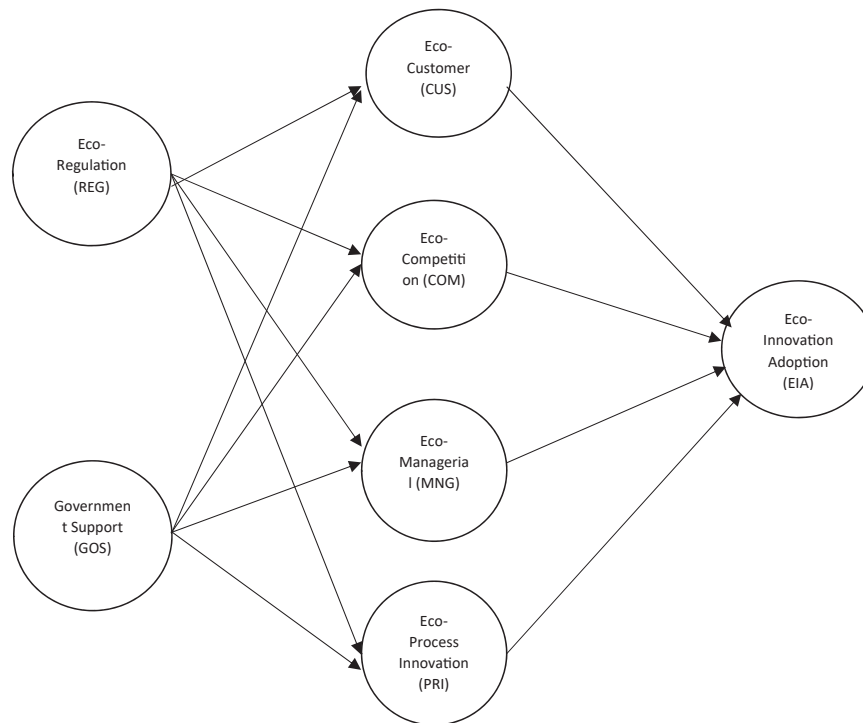 Eco-
Customer
(CUS)
Eco-
Regulation
(REG)
Eco-
Competiti
on (COM)
Eco-
Innovation
Adoption
(EIA)
Eco-
Manageria
l (MNG)
Governmen
t Support
(GOS)
Eco-
Process
Innovation
(PRI)